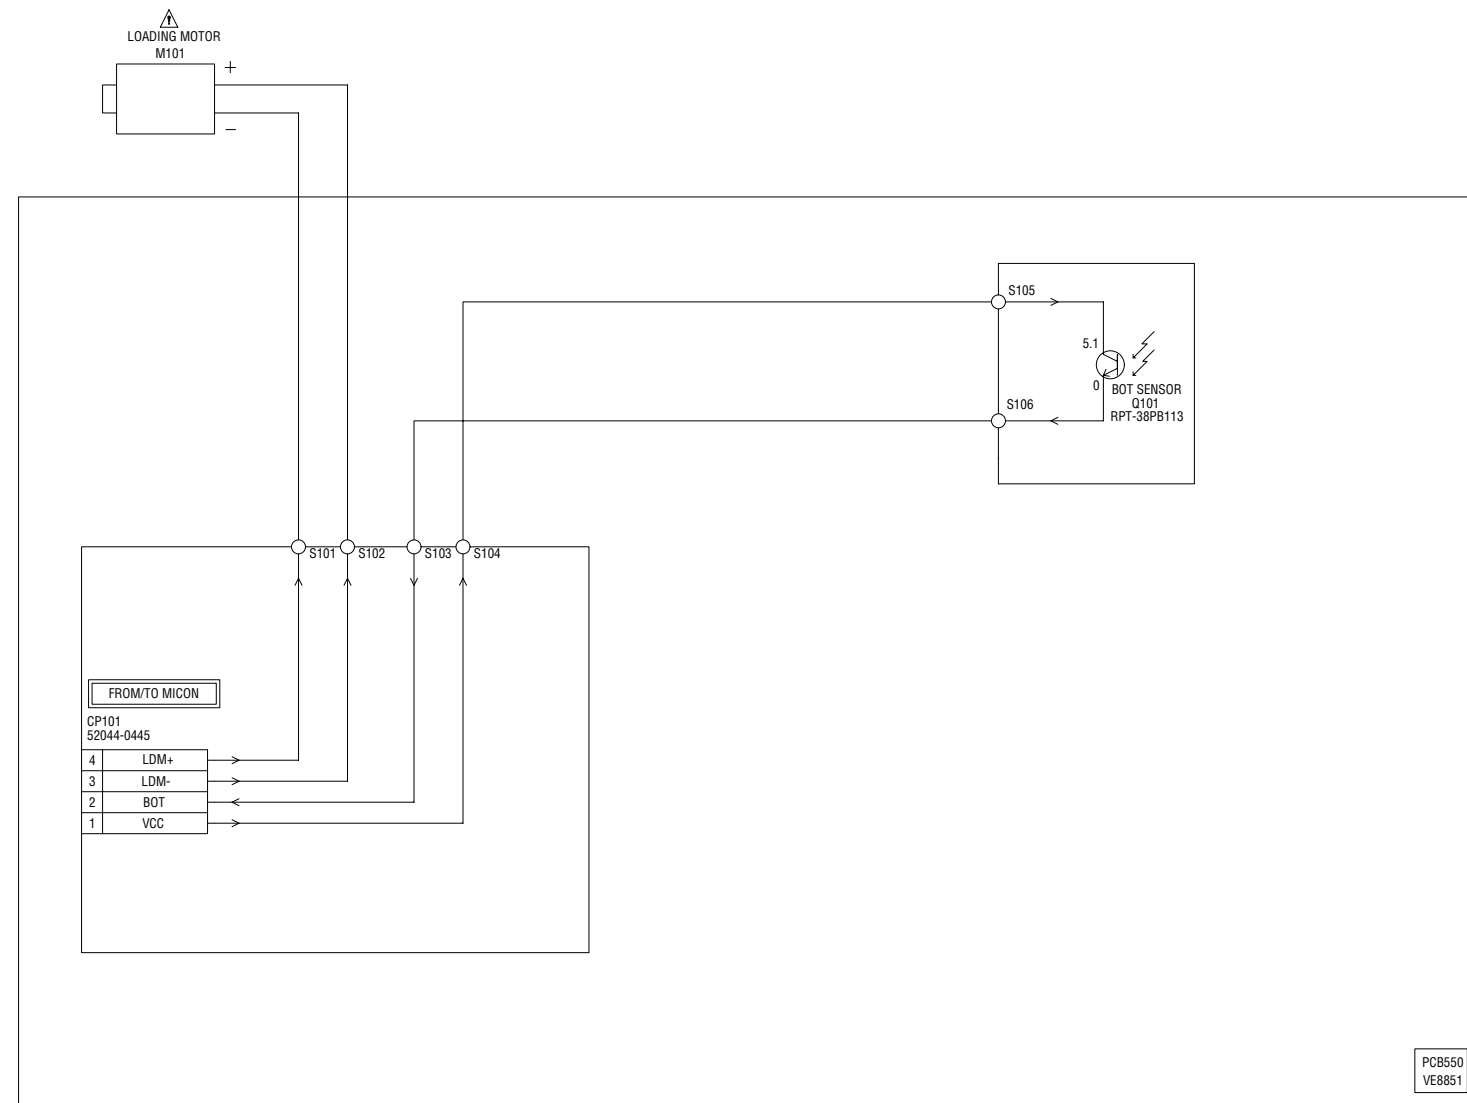 LOADING MOTOR
M101
+
–
S105
5.1
0
BOT SENSOR
Q101
RPT-38PB113
S106
S101
S102
S103
S104
FROM/TO MICON
CP101
52044-0445
4 LDM+
3 LDM-
2 BOT
1 VCC
PCB550
VE8851